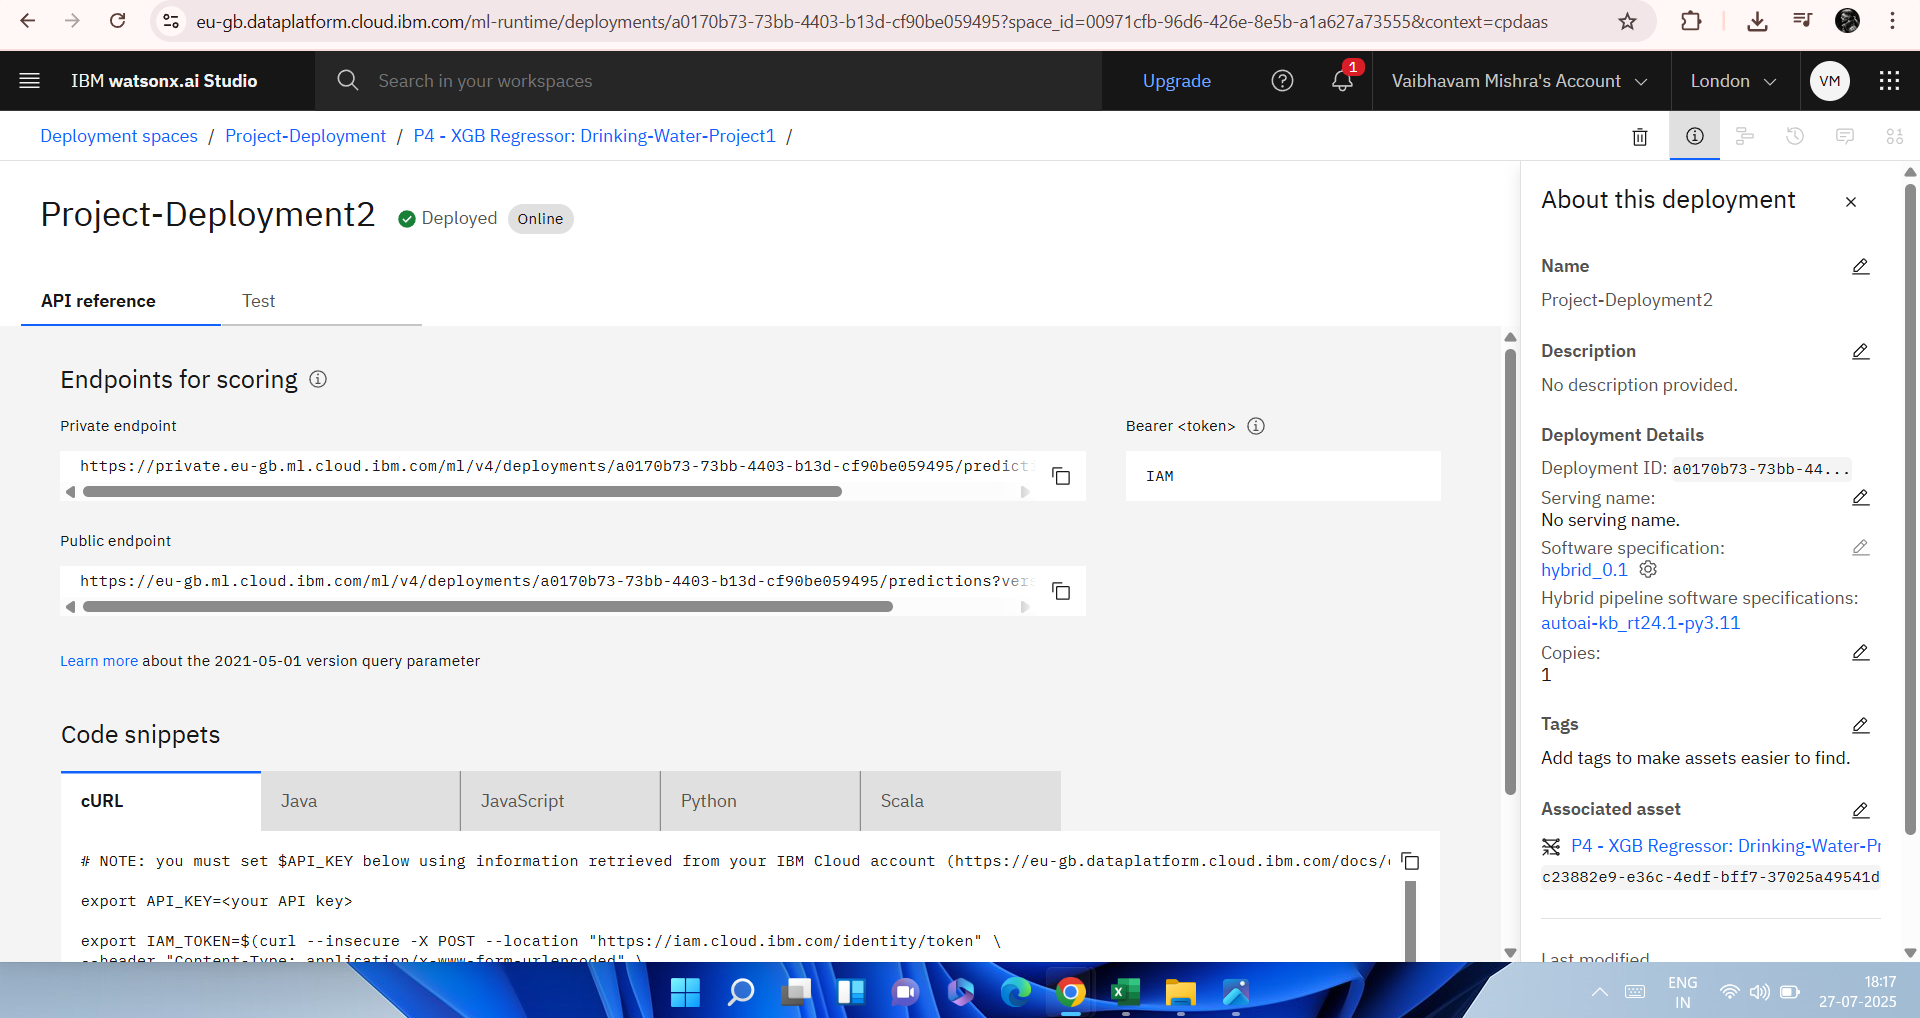 eu-gb.dataplatform.cloud.ibm.com/ml-runtime/deployments/a0170b73-73bb-4403-b13d-cf90be059495?space_id=00971cfb-96d6-426e-8e5b-a1a627a73555&context=cpdaas
IBM watsonx.ai Studio
Search in your workspaces
Upgrade
1
Vaibhavam Mishra's Account
London
VM
Deployment spaces / Project-Deployment / P4 - XGB Regressor: Drinking-Water-Project1 /
Project-Deployment2
Deployed
Online
API reference
Test
Endpoints for scoring
Private endpoint
https://private.eu-gb.ml.cloud.ibm.com/ml/v4/deployments/a0170b73-73bb-4403-b13d-cf90be059495/predicti
Bearer <token>
IAM
Public endpoint
https://eu-gb.ml.cloud.ibm.com/ml/v4/deployments/a0170b73-73bb-4403-b13d-cf90be059495/predictions?vers
Learn more about the 2021-05-01 version query parameter
Code snippets
cURL
Java
JavaScript
Python
Scala
# NOTE: you must set $API_KEY below using information retrieved from your IBM Cloud account (https://eu-gb.dataplatform.cloud.ibm.com/docs/
export API_KEY=<your API key>
export IAM_TOKEN=$(curl --insecure -X POST --location "https://iam.cloud.ibm.com/identity/token" \
--header "Content-Type: application/x-www-form-urlencoded" \
About this deployment
Name
Project-Deployment2
Description
No description provided.
Deployment Details
Deployment ID: a0170b73-73bb-44...
Serving name:
No serving name.
Software specification:
hybrid_0.1
Hybrid pipeline software specifications:
autoai-kb_rt24.1-py3.11
Copies:
1
Tags
Add tags to make assets easier to find.
Associated asset
P4 - XGB Regressor: Drinking-Water-Pr
c23882e9-e36c-4edf-bff7-37025a49541d
Last modified
ENG
IN
18:17
27-07-2025